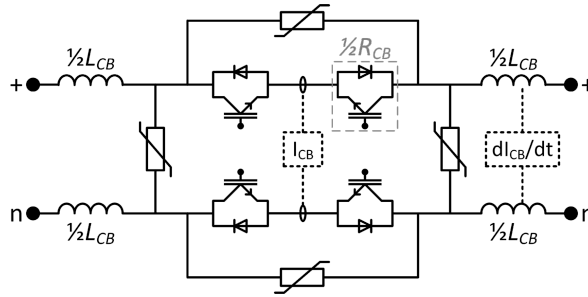 ½L_CB ½R_CB ½L_CB
+ +
I_CB dI_CB/dt
n n
½L_CB ½L_CB